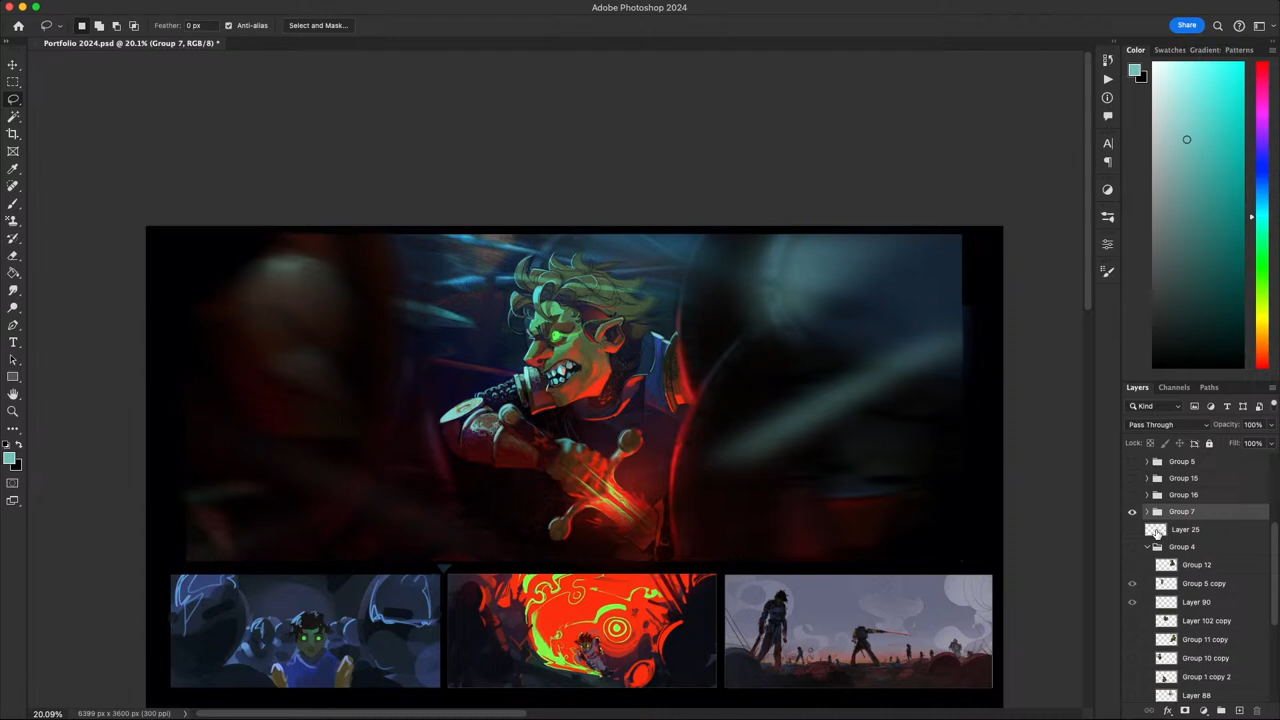 Adobe Photoshop 2024
Feather: 0 px
Anti-alias
Select and Mask...
Share
Portfolio 2024.psd @ 20.1% (Group 7, RGB/8) *
Color
Swatches
Gradient:
Patterns
Layers
Channels
Paths
Kind
Pass Through
Opacity: 100%
Lock:
Fill: 100%
Group 5
Group 15
Group 16
Group 7
Layer 25
Group 4
Group 12
Group 5 copy
Layer 90
Layer 102 copy
Group 11 copy
Group 10 copy
Group 1 copy 2
Layer 88
20.09%
6399 px x 3600 px (300 ppi)